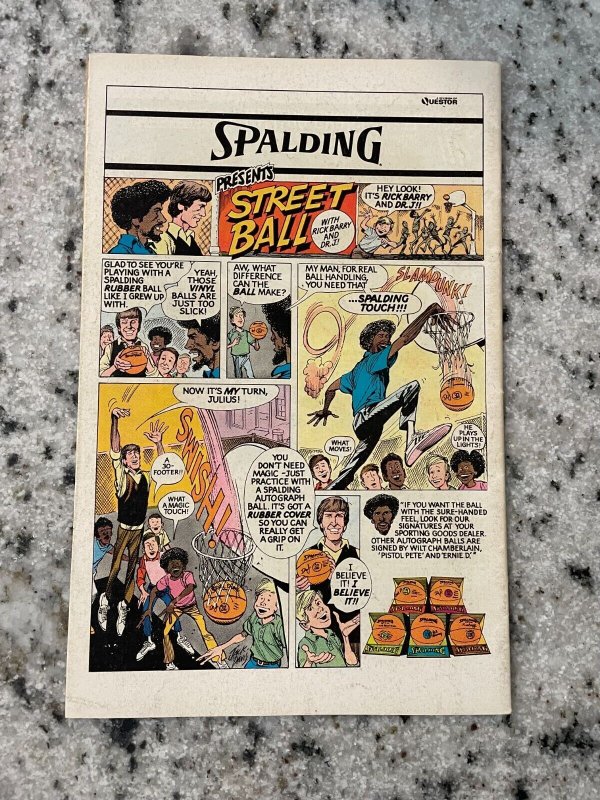 QUESTOR
SPALDING
PRESENTS
STREET
BALL
WITH
RICK BARRY
AND
DR.J!
HEY LOOK!
IT'S RICK BARRY
AND DR.J!!
GLAD TO SEE YOU'RE
PLAYING WITH A
SPALDING
RUBBER BALL
LIKE I GREW UP
WITH.
YEAH,
THOSE
VINYL
BALLS ARE
JUST TOO
SLICK!
AW, WHAT
DIFFERENCE
CAN THE
BALL MAKE?
MY MAN, FOR REAL
BALL HANDLING,
YOU NEED THAT
...SPALDING
TOUCH!!!
SLAMDUNK!
WHAT
MOVES!
HE
PLAYS
UP IN THE
LIGHTS!
NOW IT'S MY TURN,
JULIUS!
A
30-
FOOTER!!
WHAT
A MAGIC
TOUCH!
SWISH!
YOU
DON'T NEED
MAGIC-JUST
PRACTICE WITH
A SPALDING
AUTOGRAPH
BALL. IT'S GOT A
RUBBER COVER
SO YOU CAN
REALLY GET
A GRIP ON
IT.
I
BELIEVE
IT! I
BELIEVE
IT!!
"IF YOU WANT THE BALL
WITH THE SURE-HANDED
FEEL, LOOK FOR OUR
SIGNATURES AT YOUR
SPORTING GOODS DEALER.
OTHER AUTOGRAPH BALLS ARE
SIGNED BY WILT CHAMBERLAIN,
'PISTOL PETE' AND 'ERNIE D.'"
SPALDING